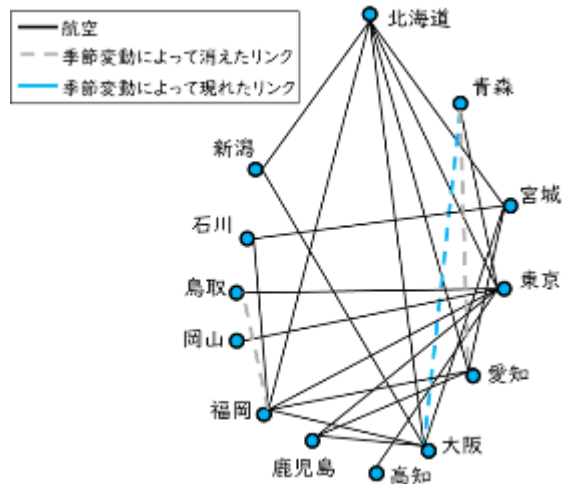 航空
季節変動によって消えたリンク
季節変動によって現れたリンク
北海道
青森
新潟
宮城
石川
鳥取
東京
岡山
愛知
福岡
大阪
鹿児島
高知